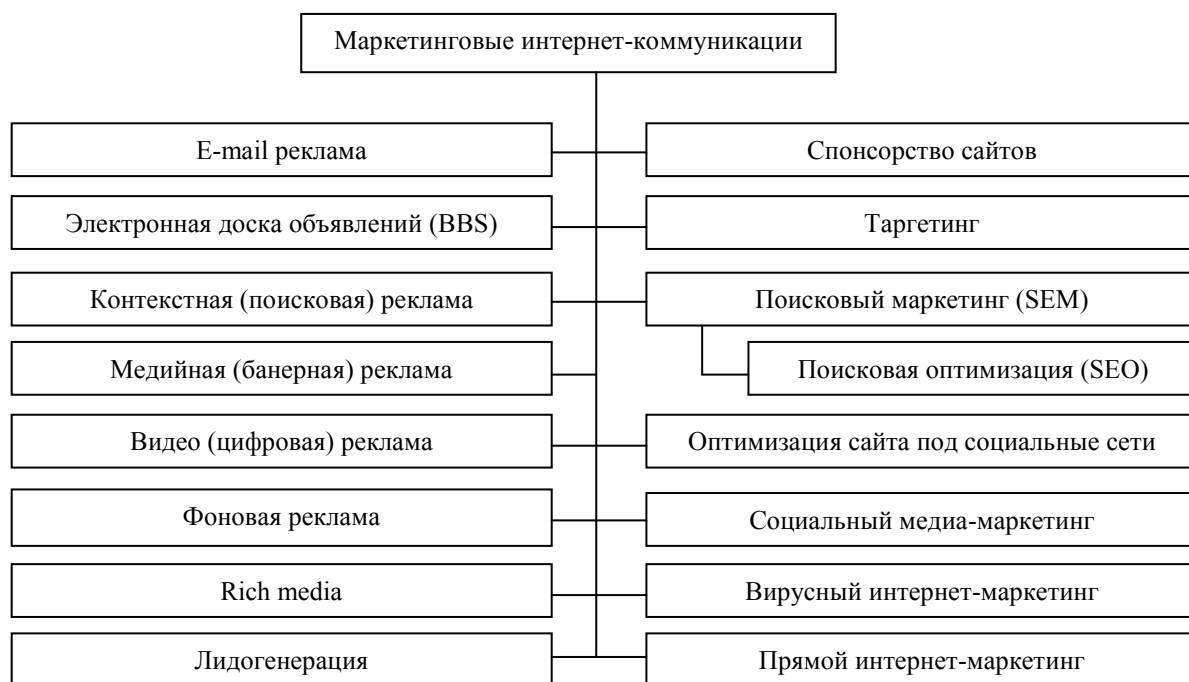 Маркетинговые интернет-коммуникации
E-mail реклама
Спонсорство сайтов
Электронная доска объявлений (BBS)
Таргетинг
Контекстная (поисковая) реклама
Поисковый маркетинг (SEM)
Медийная (банерная) реклама
Поисковая оптимизация (SEO)
Видео (цифровая) реклама
Оптимизация сайта под социальные сети
Фоновая реклама
Социальный медиа-маркетинг
Rich media
Вирусный интернет-маркетинг
Лидогенерация
Прямой интернет-маркетинг